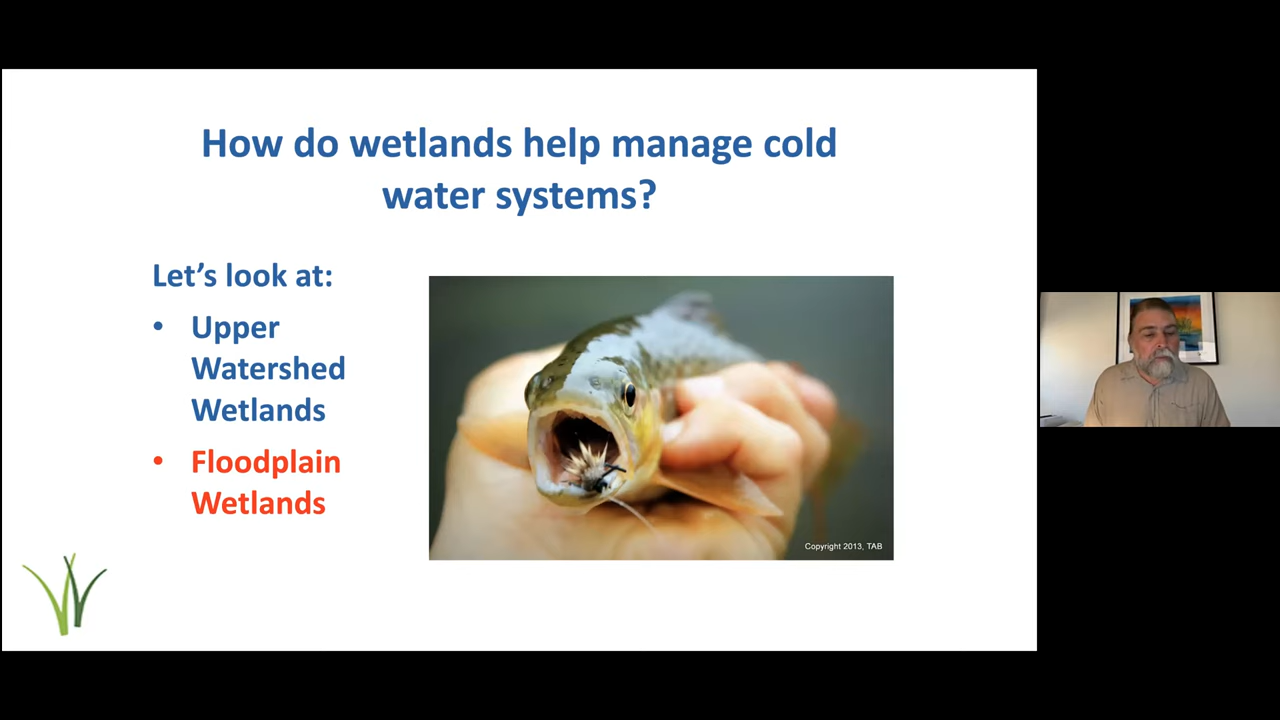 How do wetlands help manage cold
water systems?
Let's look at:
• Upper
Watershed
Wetlands
• Floodplain
Wetlands
Copyright 2013, TAB